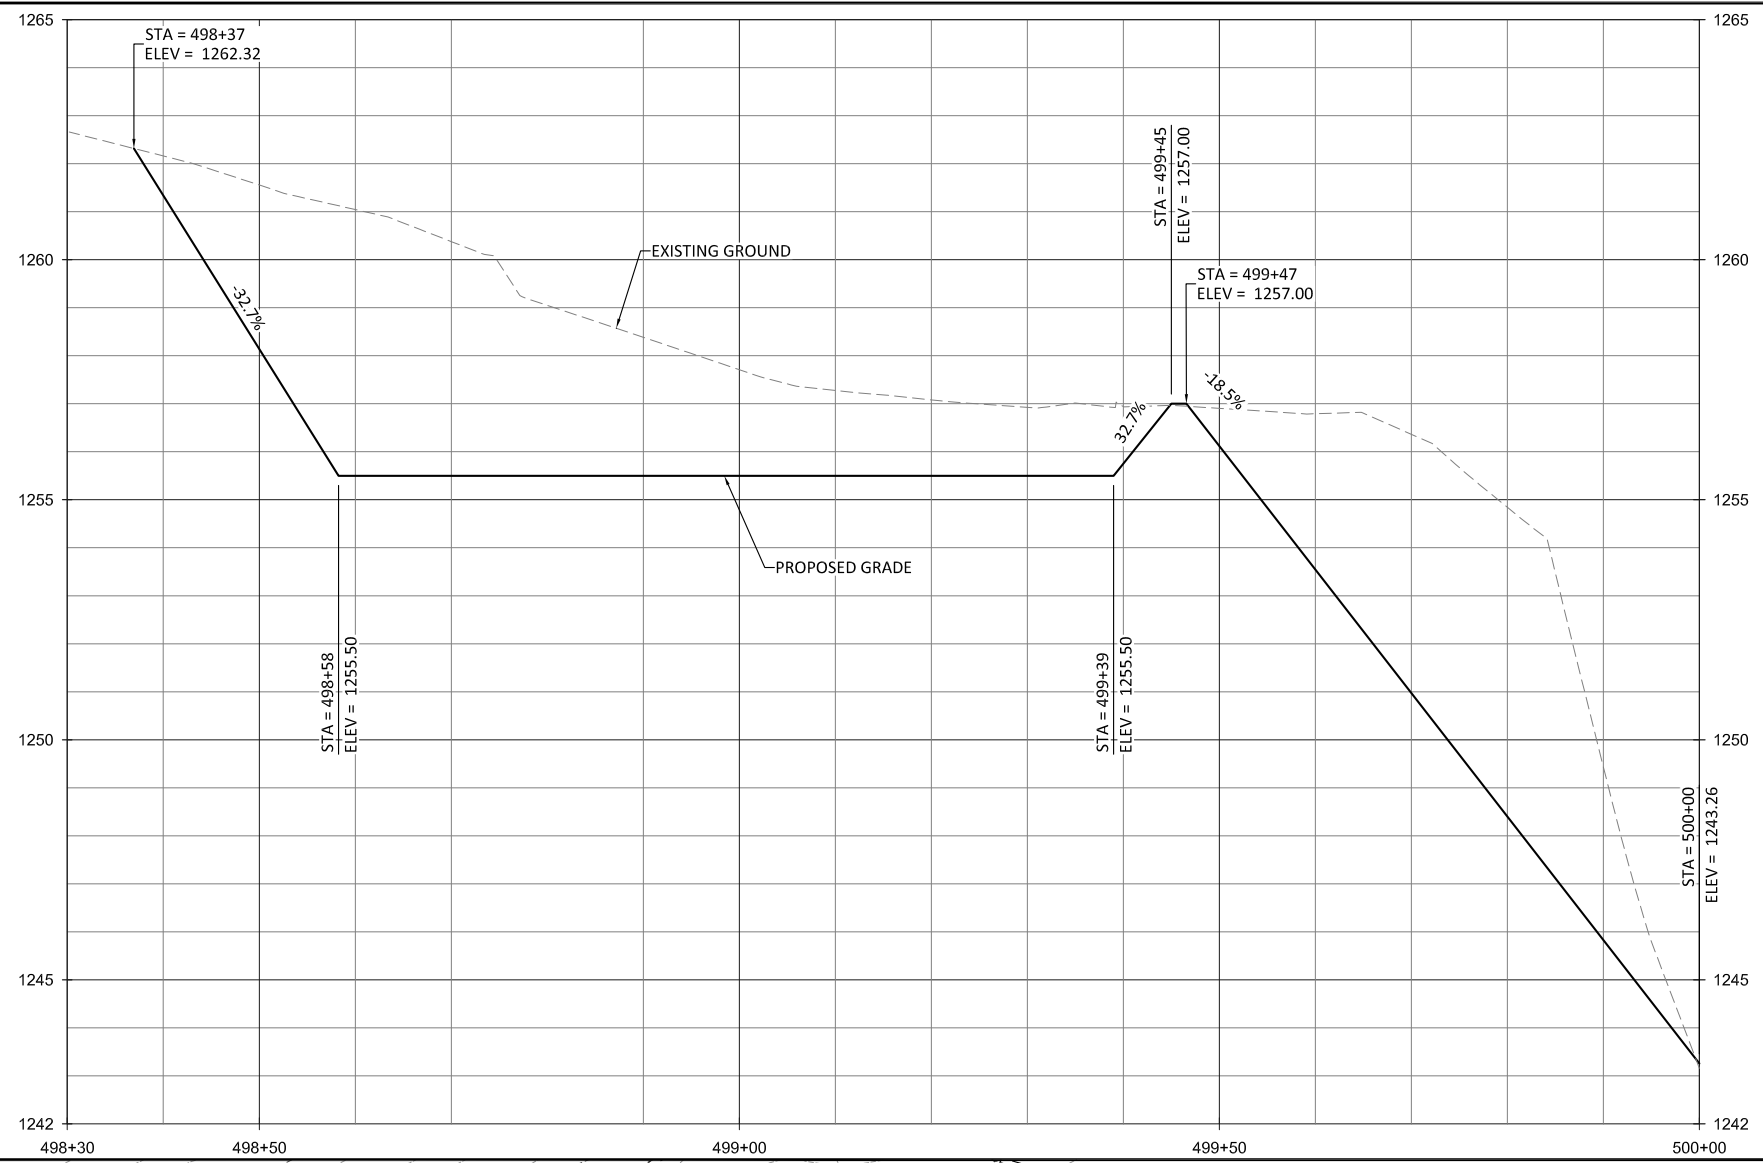 1265
1265
STA = 498+37
ELEV = 1262.32
STA = 499+45
ELEV = 1257.00
EXISTING GROUND
1260
1260
STA = 499+47
ELEV = 1257.00
-32.7%
-18.5%
32.7%
1255
1255
PROPOSED GRADE
STA = 498+58
ELEV = 1255.50
STA = 499+39
ELEV = 1255.50
1250
1250
STA = 500+00
ELEV = 1243.26
1245
1245
1242
1242
498+30
498+50
499+00
499+50
500+00